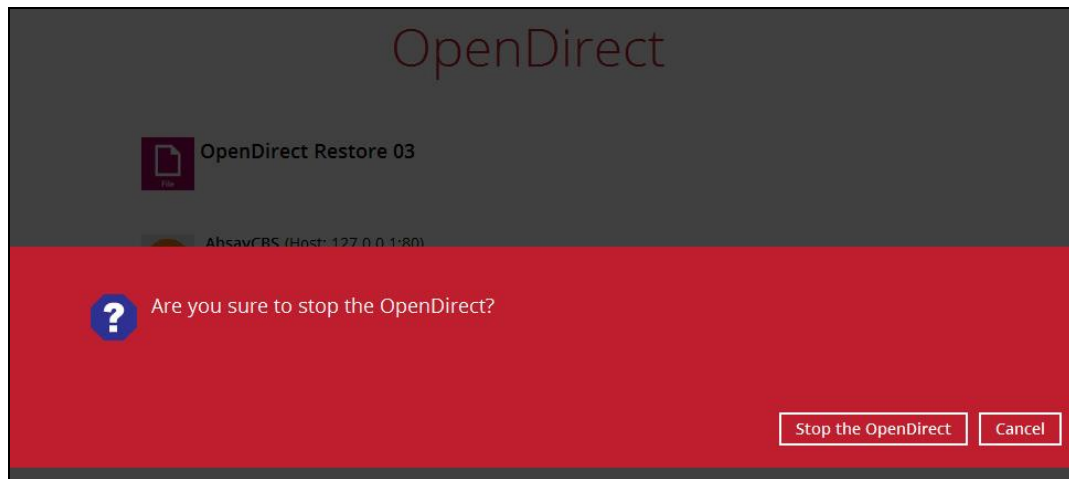 OpenDirect
OpenDirect Restore 03
File
AhsayCBS (Host: 127.0.0.1:80)
?
Are you sure to stop the OpenDirect?
Stop the OpenDirect
Cancel